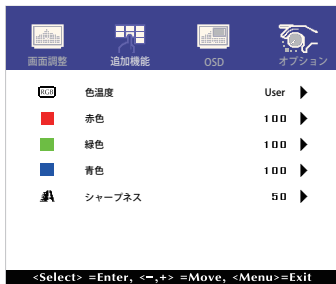 画面調整 追加機能 OSD オプション
RGB 色温度 User
赤色 100
緑色 100
青色 100
シャープネス 50
<Select> =Enter, <−,+> =Move, <Menu>=Exit